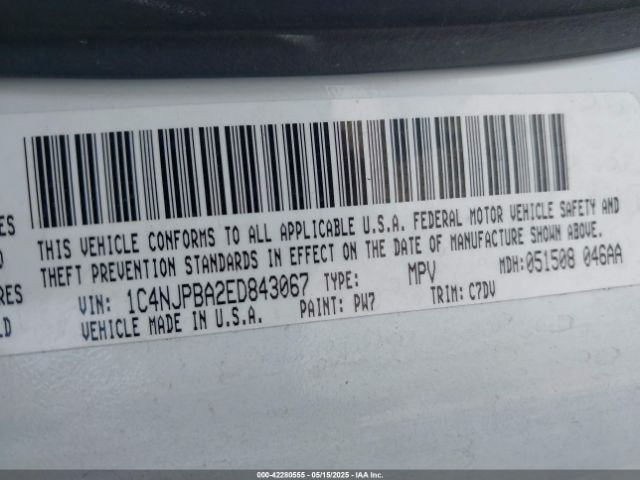 THIS VEHICLE CONFORMS TO ALL APPLICABLE U.S.A. FEDERAL MOTOR VEHICLE SAFETY AND
THEFT PREVENTION STANDARDS IN EFFECT ON THE DATE OF MANUFACTURE SHOWN ABOVE.
VIN: 1C4NJPBA2ED843067 TYPE: MPV MDH: 051508 046AA
VEHICLE MADE IN U.S.A. PAINT: PW7 TRIM: C7DV
000-42280555 - 05/15/2025 - IAA Inc.